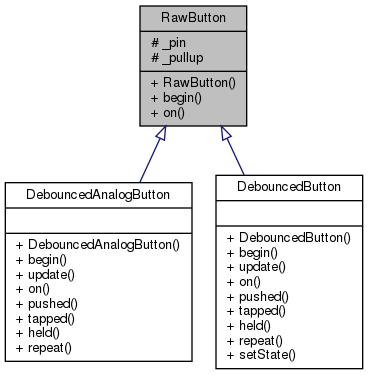 RawButton
# _pin
# _pullup
+ RawButton()
+ begin()
+ on()
DebouncedAnalogButton
+ DebouncedAnalogButton()
+ begin()
+ update()
+ on()
+ pushed()
+ tapped()
+ held()
+ repeat()
DebouncedButton
+ DebouncedButton()
+ begin()
+ update()
+ on()
+ pushed()
+ tapped()
+ held()
+ repeat()
+ setState()